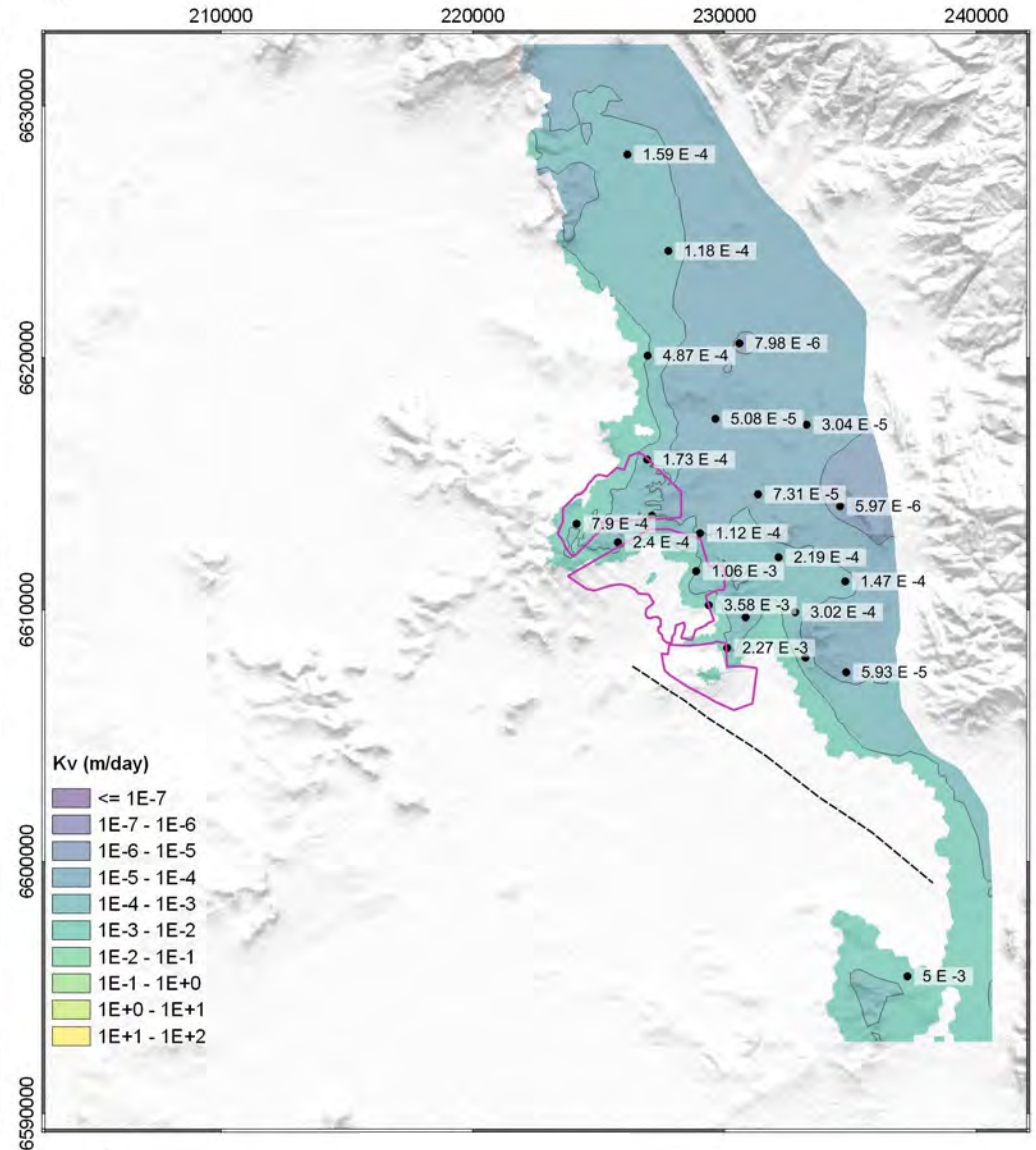 210000
220000
230000
240000
6630000
1.59 E -4
1.18 E -4
7.98 E -6
6620000
4.87 E -4
5.08 E -5
3.04 E -5
1.73 E -4
7.31 E -5
5.97 E -6
7.9 E -4
1.12 E -4
2.4 E -4
2.19 E -4
1.06 E -3
1.47 E -4
6610000
3.58 E -3
3.02 E -4
2.27 E -3
5.93 E -5
Kv (m/day)
<= 1E-7
1E-7 - 1E-6
1E-6 - 1E-5
1E-5 - 1E-4
1E-4 - 1E-3
1E-3 - 1E-2
1E-2 - 1E-1
1E-1 - 1E+0
1E+0 - 1E+1
1E+1 - 1E+2
6600000
5 E -3
6590000